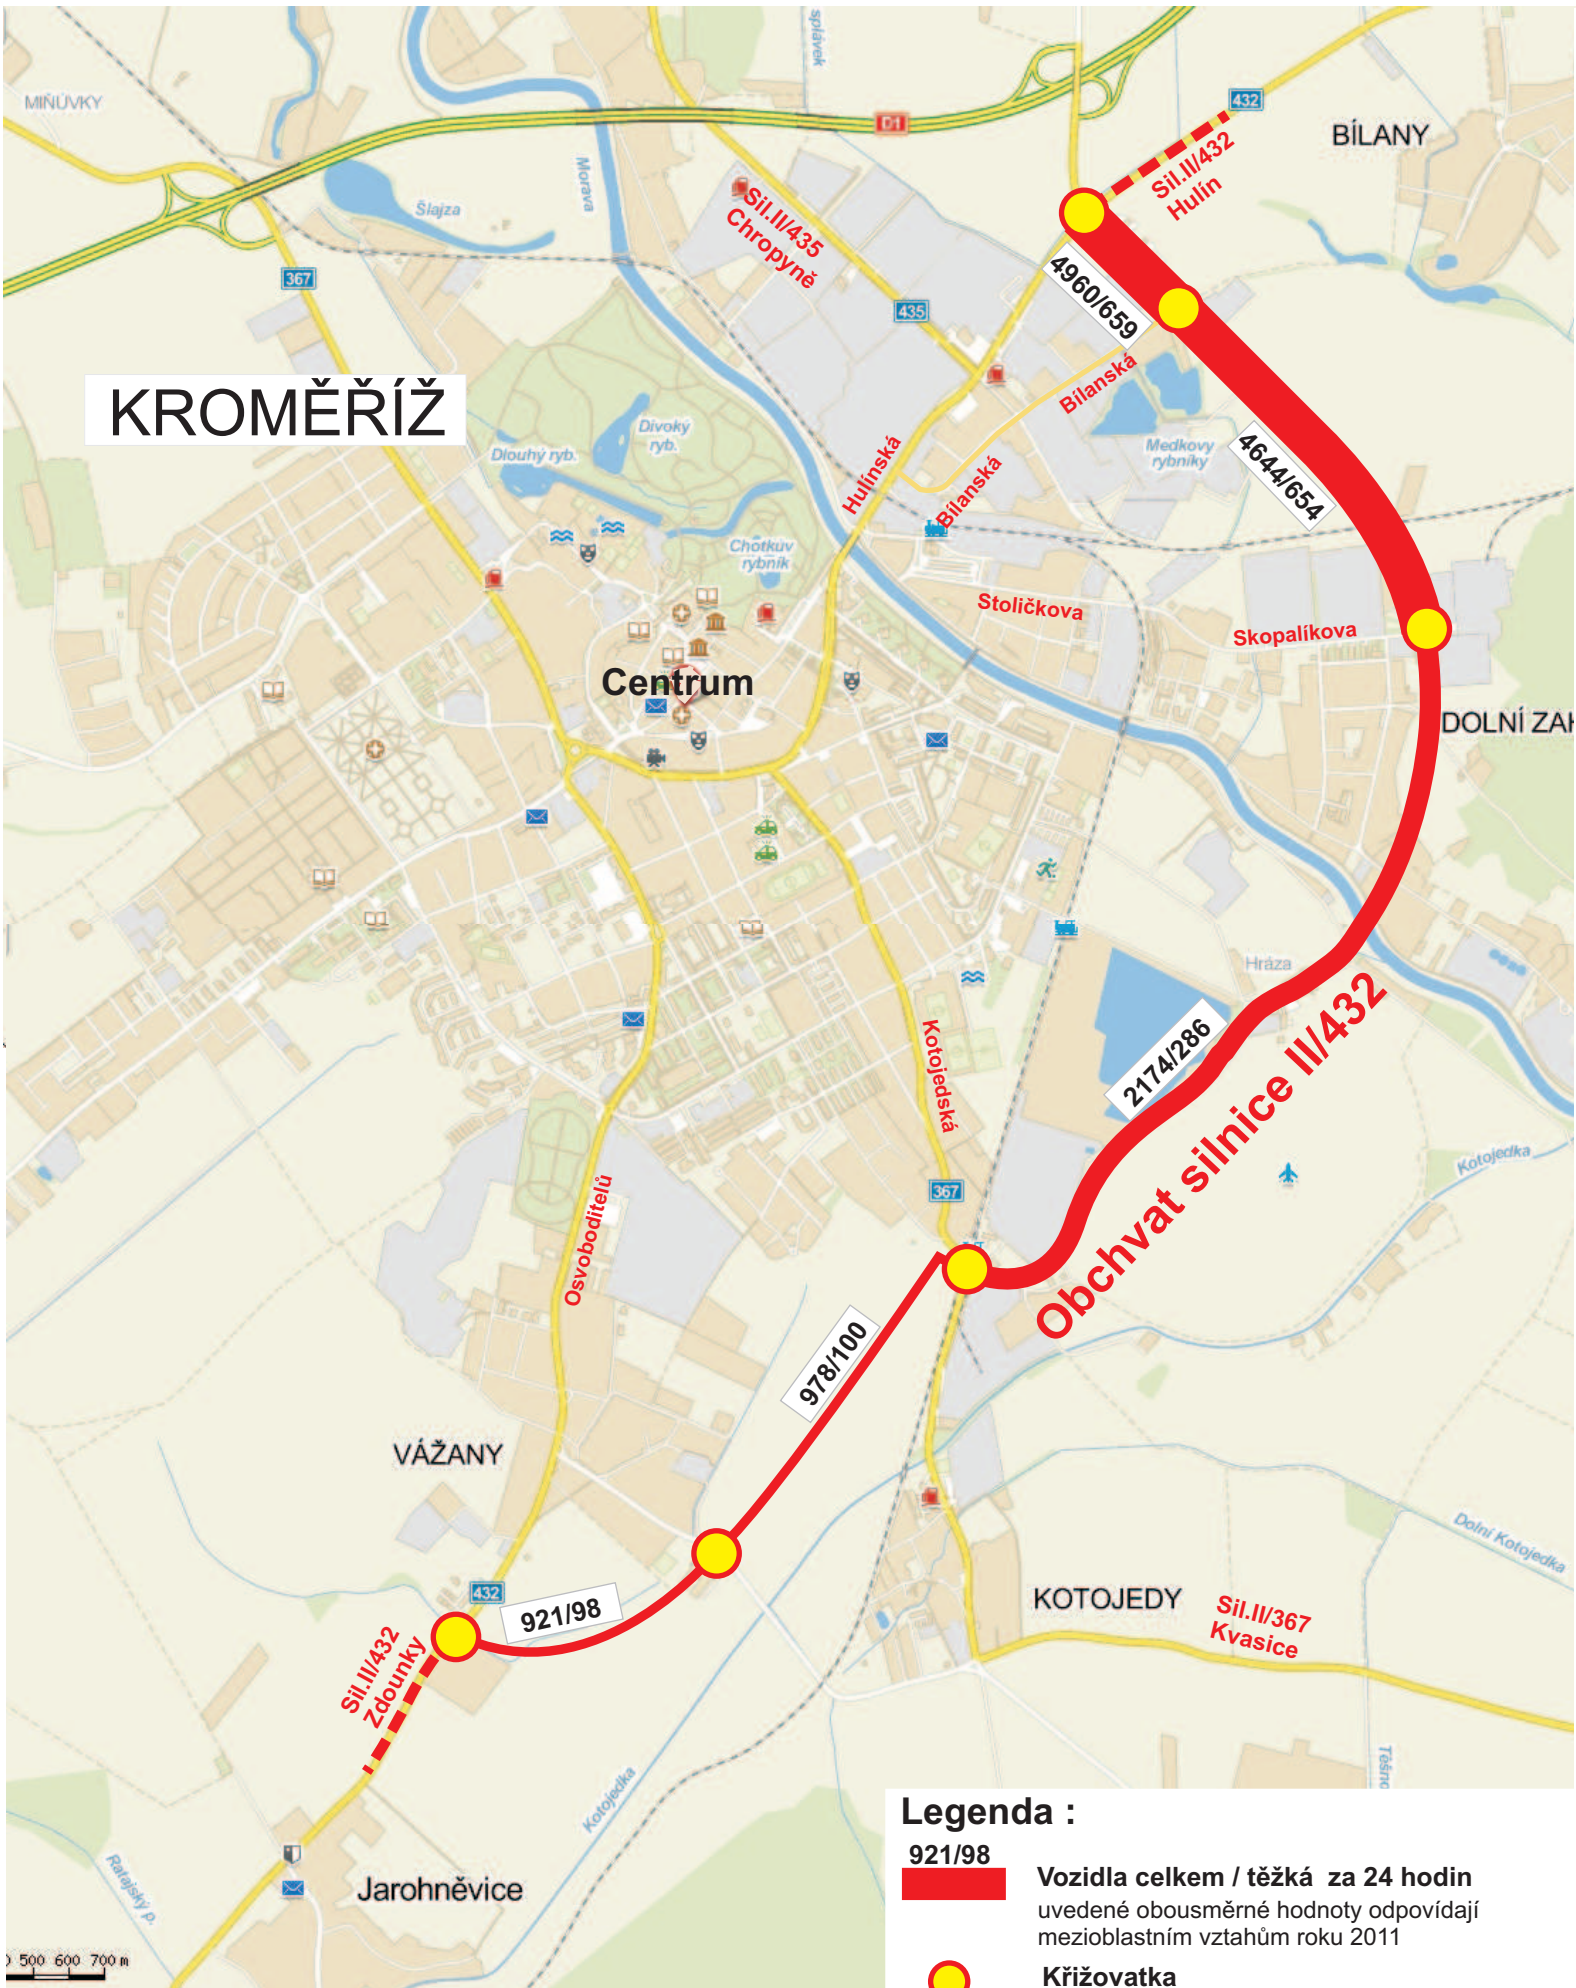 splávek
MIŇŮVKY
D1
432
BÍLANY
Sil.II/432
Hulín
Morava
Šlajza
Sil.II/435
Chropyně
367
4960/659
435
KROMĚŘÍŽ
Bílanská
Divoký
ryb.
Dlouhý ryb.
Medkovy
rybníky
4644/654
Hulínská
Bílanská
Chotkův
rybník
Stoličkova
Skopalíkova
Centrum
DOLNÍ ZAH
Hráza
Kotojedská
2174/286
Obchvat silnice II/432
Kotojedka
367
Osvoboditelů
978/100
VÁŽANY
Dolní Kotojedka
432
921/98
KOTOJEDY
Sil.II/367
Kvasice
Sil.II/432
Zdounky
Kotojedka
Těšno
Ratajský p.
Jarohněvice
500 600 700 m
Legenda :
921/98
Vozidla celkem / těžká za 24 hodin
uvedené obousměrné hodnoty odpovídají
mezioblastním vztahům roku 2011
Křižovatka